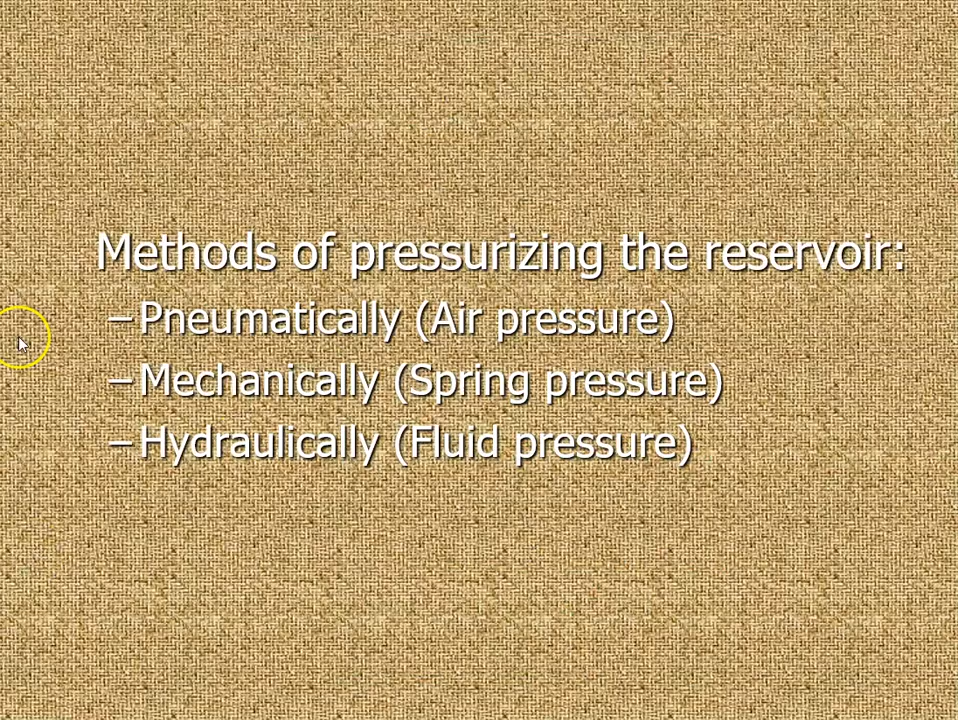 Methods of pressurizing the reservoir:
– Pneumatically (Air pressure)
– Mechanically (Spring pressure)
– Hydraulically (Fluid pressure)